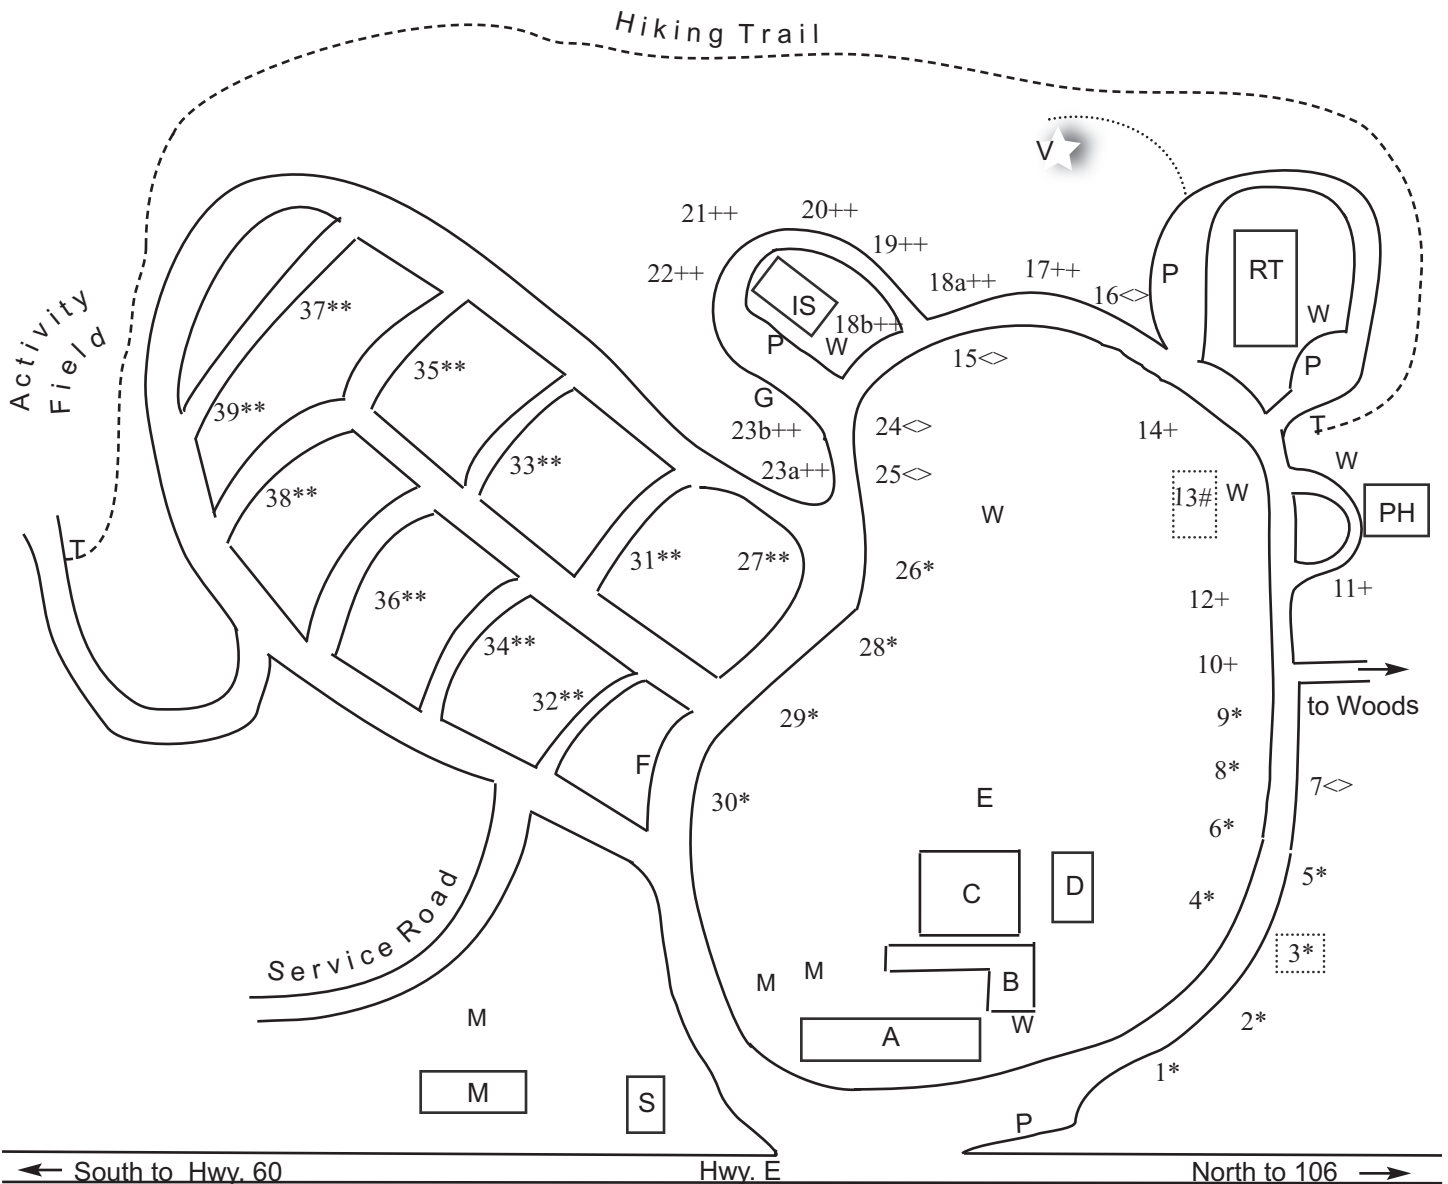 Hiking Trail
V
21++
20++
19++
22++
18a++
17++
16<>
P
RT
IS
18b++
W
P
W
P
15<>
Activity
Field
37**
35**
39**
G
23b++
24<>
14+
T
33**
23a++
25<>
W
38**
13#
W
W
PH
T
31**
27**
26*
36**
12+
11+
34**
28*
10+
32**
29*
9*
to Woods
F
30*
E
8*
7<>
6*
C
D
4*
5*
Service Road
3*
M
M
B
M
W
2*
A
1*
M
S
P
South to Hwy. 60
Hwy. E
North to 106